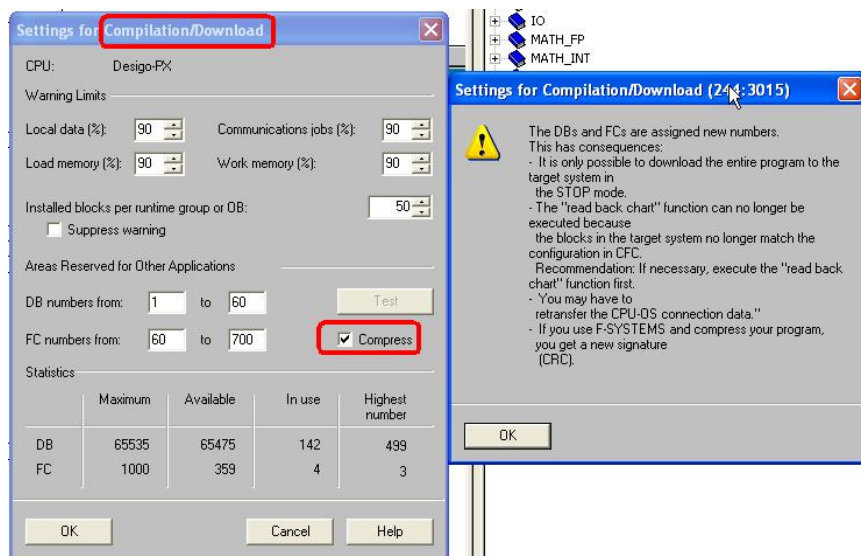 Settings for Compilation/Download
CPU: Desigo-PX
Warning Limits
Local data (%): 90 Communications jobs (%): 90
Load memory (%): 90 Work memory (%): 90
Installed blocks per runtime group or OB: 50
Suppress warning
Areas Reserved for Other Applications
DB numbers from: 1 to 60 Test
FC numbers from: 60 to 700 Compress
Statistics
Maximum Available In use Highest number
DB 65535 65475 142 499
FC 1000 359 4 3
OK Cancel Help
IO
MATH_FP
MATH_INT
Settings for Compilation/Download (244:3015)
The DBs and FCs are assigned new numbers.
This has consequences:
- It is only possible to download the entire program to the
target system in
the STOP mode.
- The "read back chart" function can no longer be
executed because
the blocks in the target system no longer match the
configuration in CFC.
Recommendation: If necessary, execute the "read back
chart" function first.
- You may have to
retransfer the CPU-OS connection data."
- If you use F-SYSTEMS and compress your program,
you get a new signature
(CRC).
OK